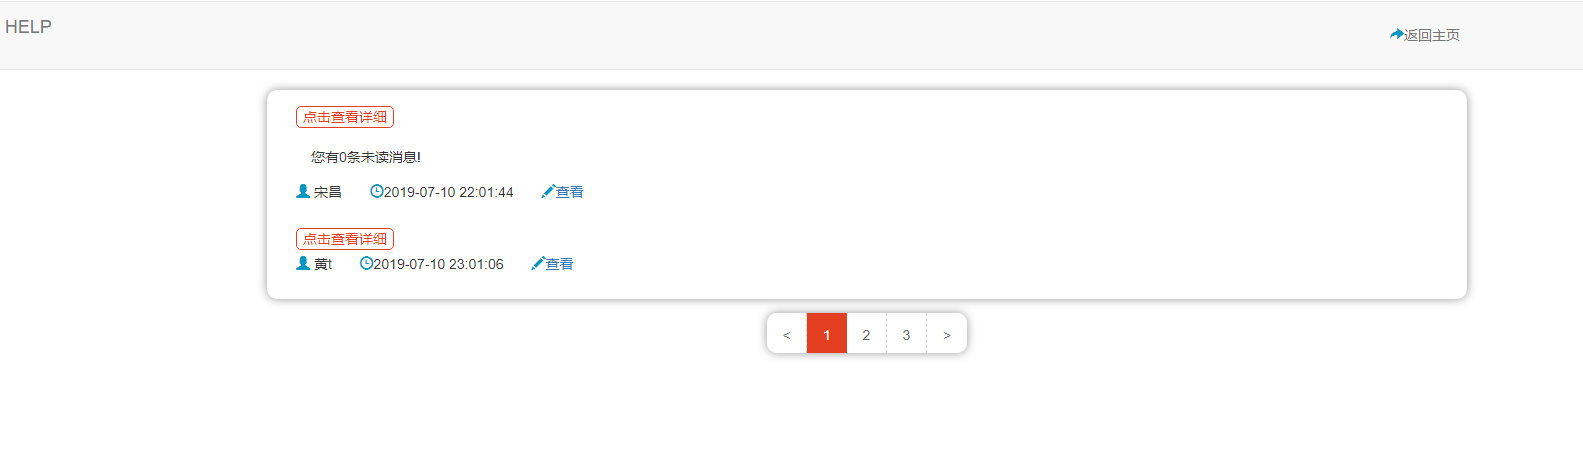 HELP
返回主页
点击查看详细
您有0条未读消息!
宋昌 2019-07-10 22:01:44 查看
点击查看详细
黄t 2019-07-10 23:01:06 查看
< 1 2 3 >